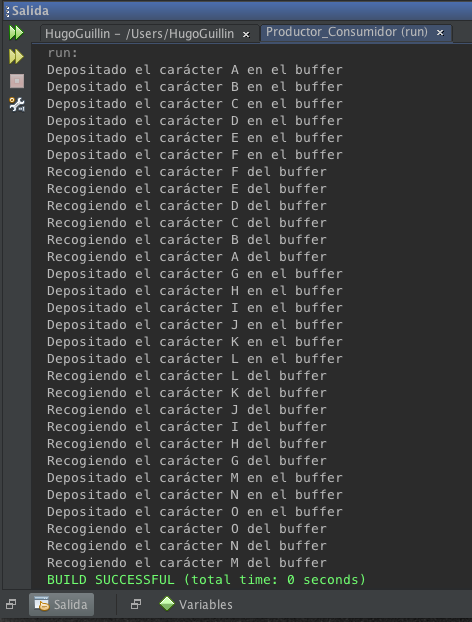 Salida
HugoGuillin - /Users/HugoGuillin × Productor_Consumidor (run) ×
run:
Depositado el carácter A en el buffer
Depositado el carácter B en el buffer
Depositado el carácter C en el buffer
Depositado el carácter D en el buffer
Depositado el carácter E en el buffer
Depositado el carácter F en el buffer
Recogiendo el carácter F del buffer
Recogiendo el carácter E del buffer
Recogiendo el carácter D del buffer
Recogiendo el carácter C del buffer
Recogiendo el carácter B del buffer
Recogiendo el carácter A del buffer
Depositado el carácter G en el buffer
Depositado el carácter H en el buffer
Depositado el carácter I en el buffer
Depositado el carácter J en el buffer
Depositado el carácter K en el buffer
Depositado el carácter L en el buffer
Recogiendo el carácter L del buffer
Recogiendo el carácter K del buffer
Recogiendo el carácter J del buffer
Recogiendo el carácter I del buffer
Recogiendo el carácter H del buffer
Recogiendo el carácter G del buffer
Depositado el carácter M en el buffer
Depositado el carácter N en el buffer
Depositado el carácter O en el buffer
Recogiendo el carácter O del buffer
Recogiendo el carácter N del buffer
Recogiendo el carácter M del buffer
BUILD SUCCESSFUL (total time: 0 seconds)
Salida Variables